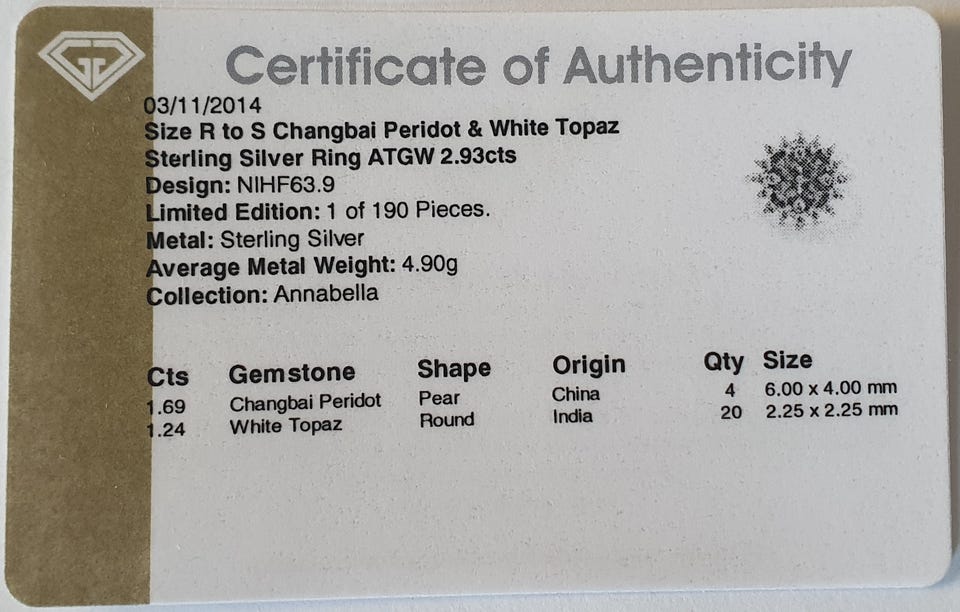 Certificate of Authenticity
03/11/2014
Size R to S Changbai Peridot & White Topaz
Sterling Silver Ring ATGW 2.93cts
Design: NIHF63.9
Limited Edition: 1 of 190 Pieces.
Metal: Sterling Silver
Average Metal Weight: 4.90g
Collection: Annabella
Cts Gemstone Shape Origin Qty Size
1.69 Changbai Peridot Pear China 4 6.00 x 4.00 mm
1.24 White Topaz Round India 20 2.25 x 2.25 mm